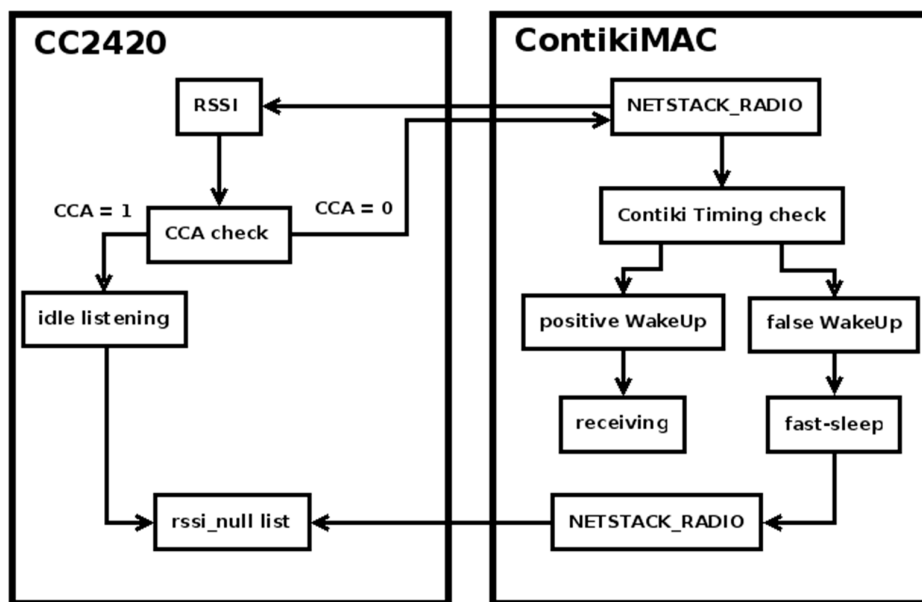 CC2420
ContikiMAC
RSSI
NETSTACK_RADIO
CCA = 1
CCA = 0
CCA check
Contiki Timing check
idle listening
positive WakeUp
false WakeUp
receiving
fast-sleep
rssi_null list
NETSTACK_RADIO